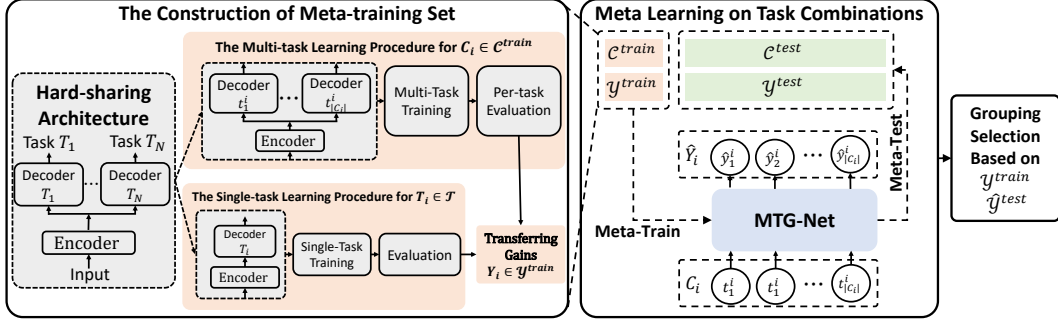 The Construction of Meta-training Set
Hard-sharing
Architecture
Task T_1 Task T_N
Decoder T_1 ... Decoder T_N
Encoder
Input
The Multi-task Learning Procedure for C_i ∈ 𝒞^{train}
Decoder t_1^i ... Decoder t_{|C_i|}^i
Encoder
Multi-Task
Training
Per-task
Evaluation
The Single-task Learning Procedure for T_i ∈ 𝒯
Decoder
T_i
Encoder
Single-Task
Training
Evaluation
Transferring
Gains
Y_i ∈ 𝒴^{train}
Meta Learning on Task Combinations
𝒞^{train} 𝒞^{test}
𝒴^{train} 𝒴^{test}
Ŷ_i ŷ_1^i ŷ_2^i ... ŷ_{|C_i|}^i
MTG-Net
Meta-Train
Meta-Test
C_i t_1^i t_1^i ... t_{|C_i|}^i
Grouping
Selection
Based on
𝒴^{train}
𝒴̂^{test}